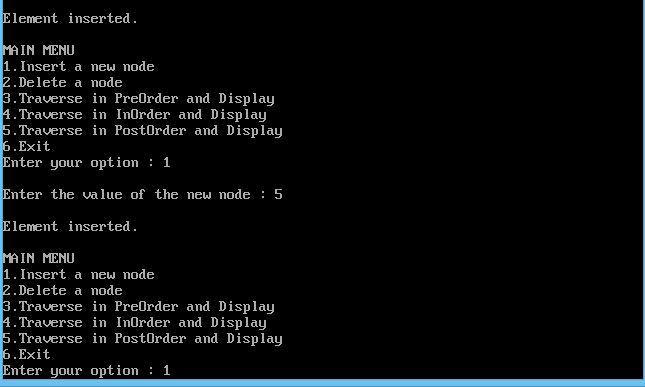 Element inserted.
MAIN MENU
1.Insert a new node
2.Delete a node
3.Traverse in PreOrder and Display
4.Traverse in InOrder and Display
5.Traverse in PostOrder and Display
6.Exit
Enter your option : 1
Enter the value of the new node : 5
Element inserted.
MAIN MENU
1.Insert a new node
2.Delete a node
3.Traverse in PreOrder and Display
4.Traverse in InOrder and Display
5.Traverse in PostOrder and Display
6.Exit
Enter your option : 1